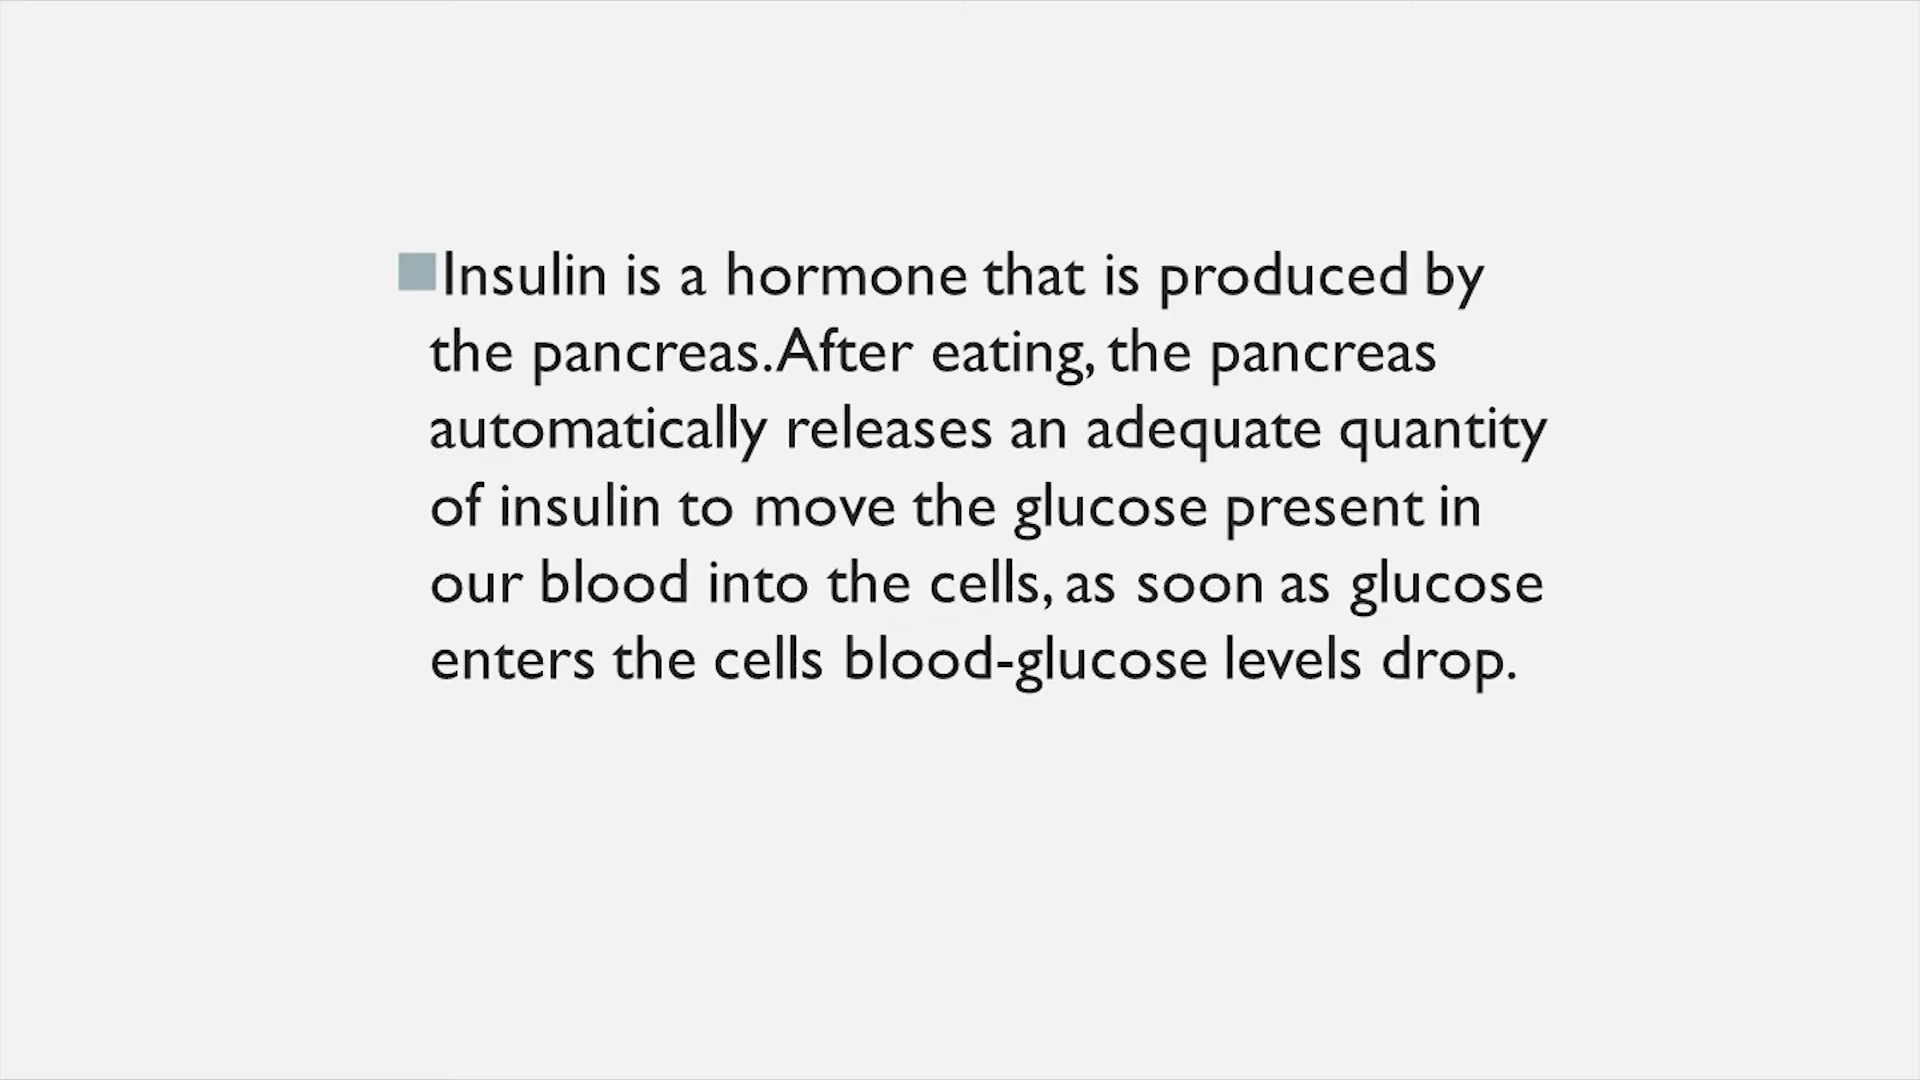 Insulin is a hormone that is produced by
the pancreas. After eating, the pancreas
automatically releases an adequate quantity
of insulin to move the glucose present in
our blood into the cells, as soon as glucose
enters the cells blood-glucose levels drop.